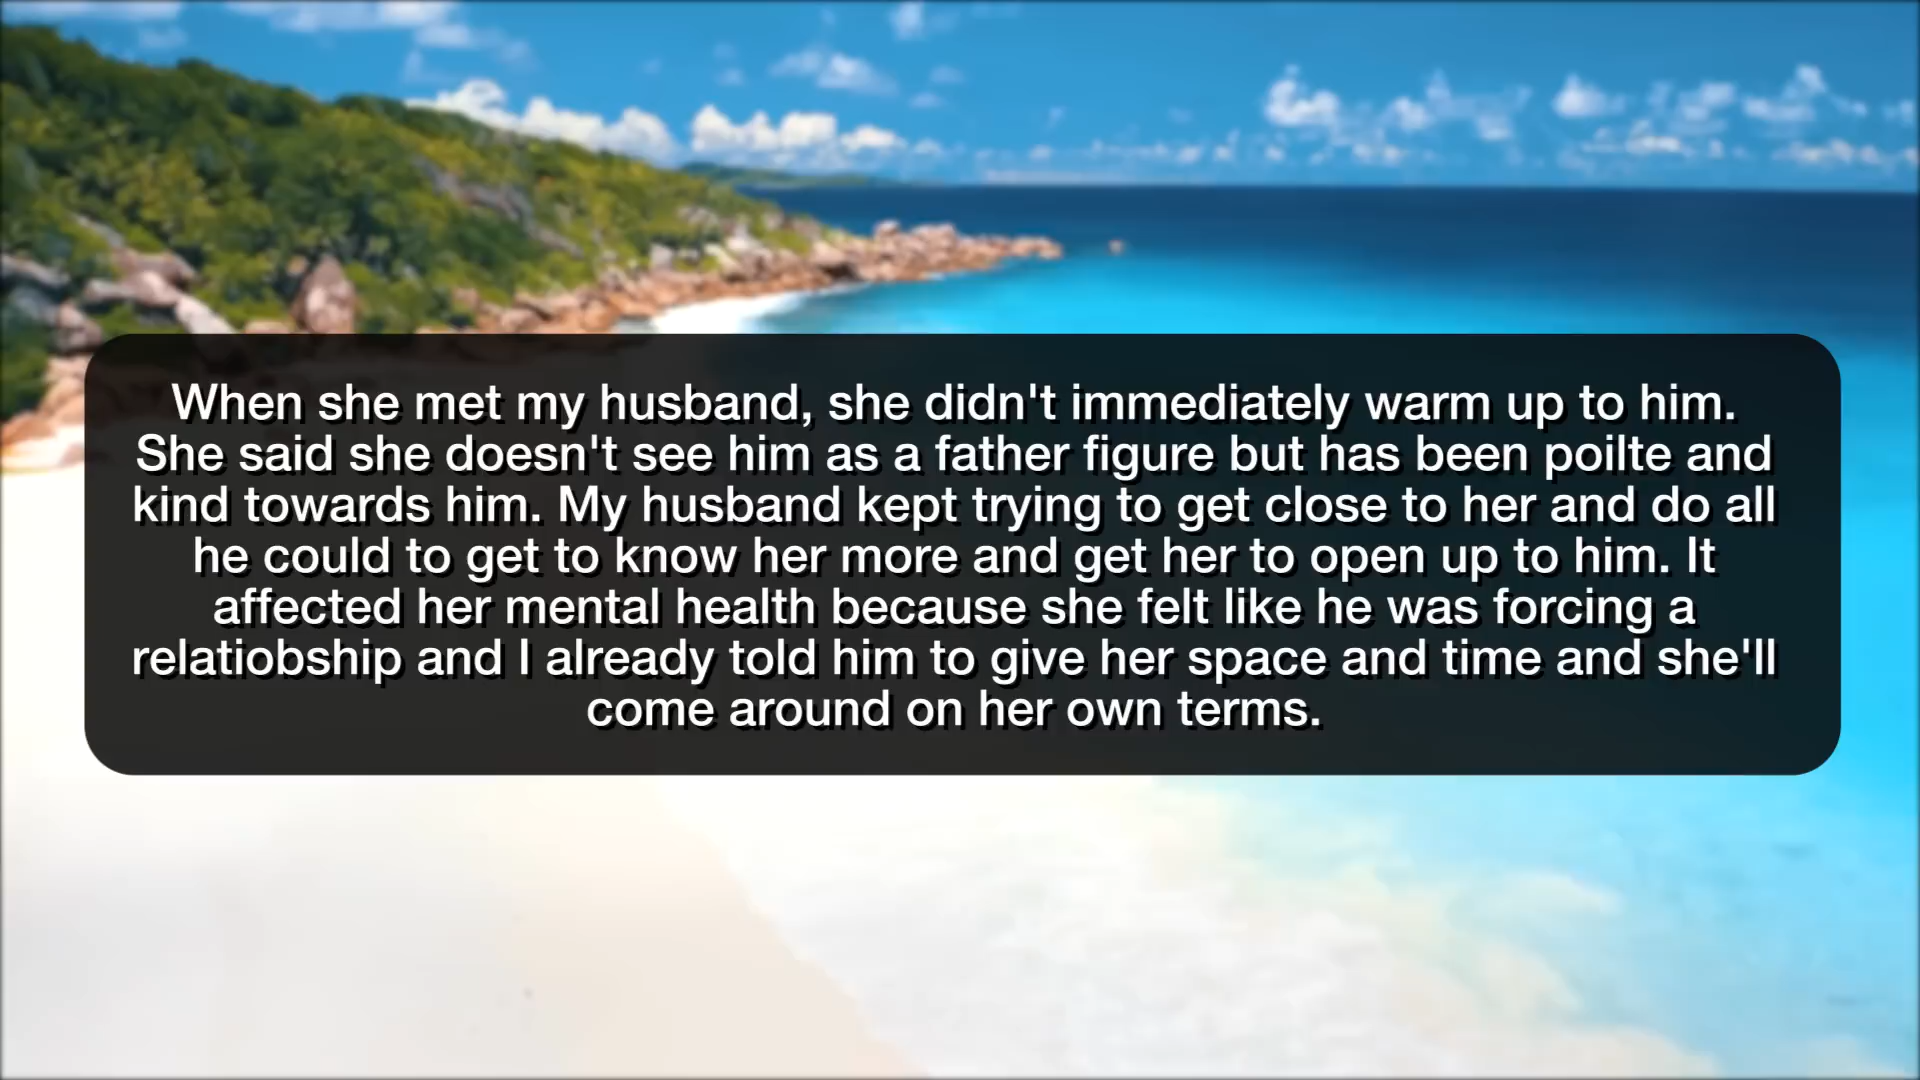 When she met my husband, she didn't immediately warm up to him.
She said she doesn't see him as a father figure but has been poilte and
kind towards him. My husband kept trying to get close to her and do all
he could to get to know her more and get her to open up to him. It
affected her mental health because she felt like he was forcing a
relatiobship and I already told him to give her space and time and she'll
come around on her own terms.